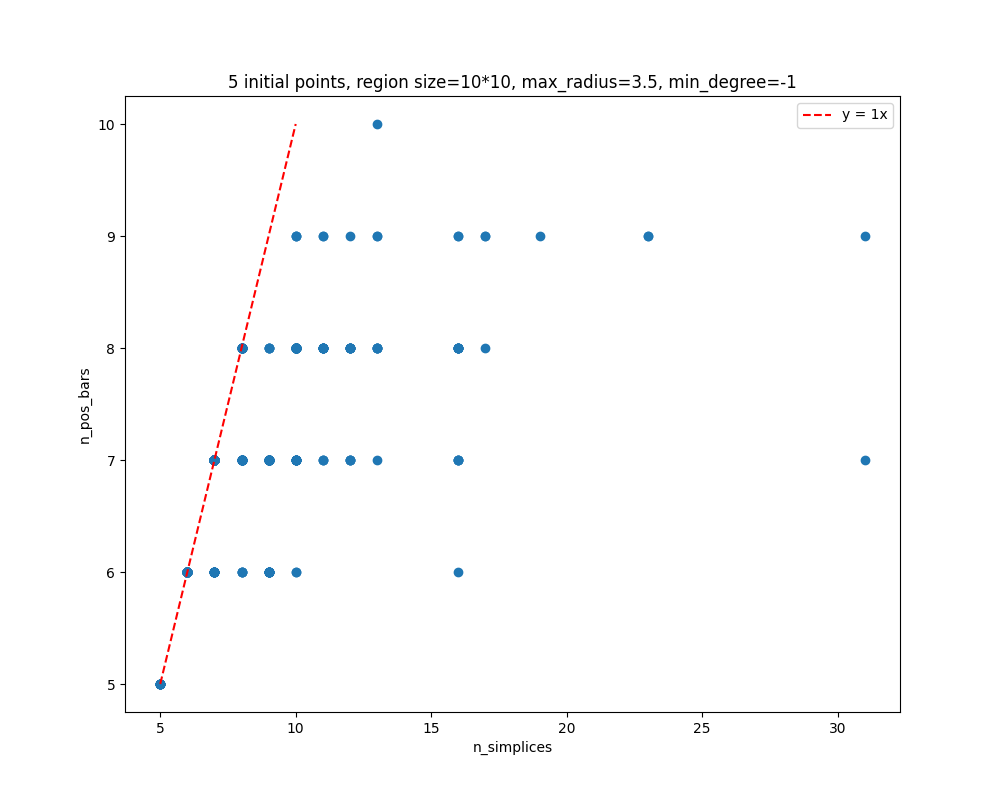 5 initial points, region size=10*10, max_radius=3.5, min_degree=-1
y = 1x
10
9
8
7
6
5
n_pos_bars
5 10 15 20 25 30
n_simplices